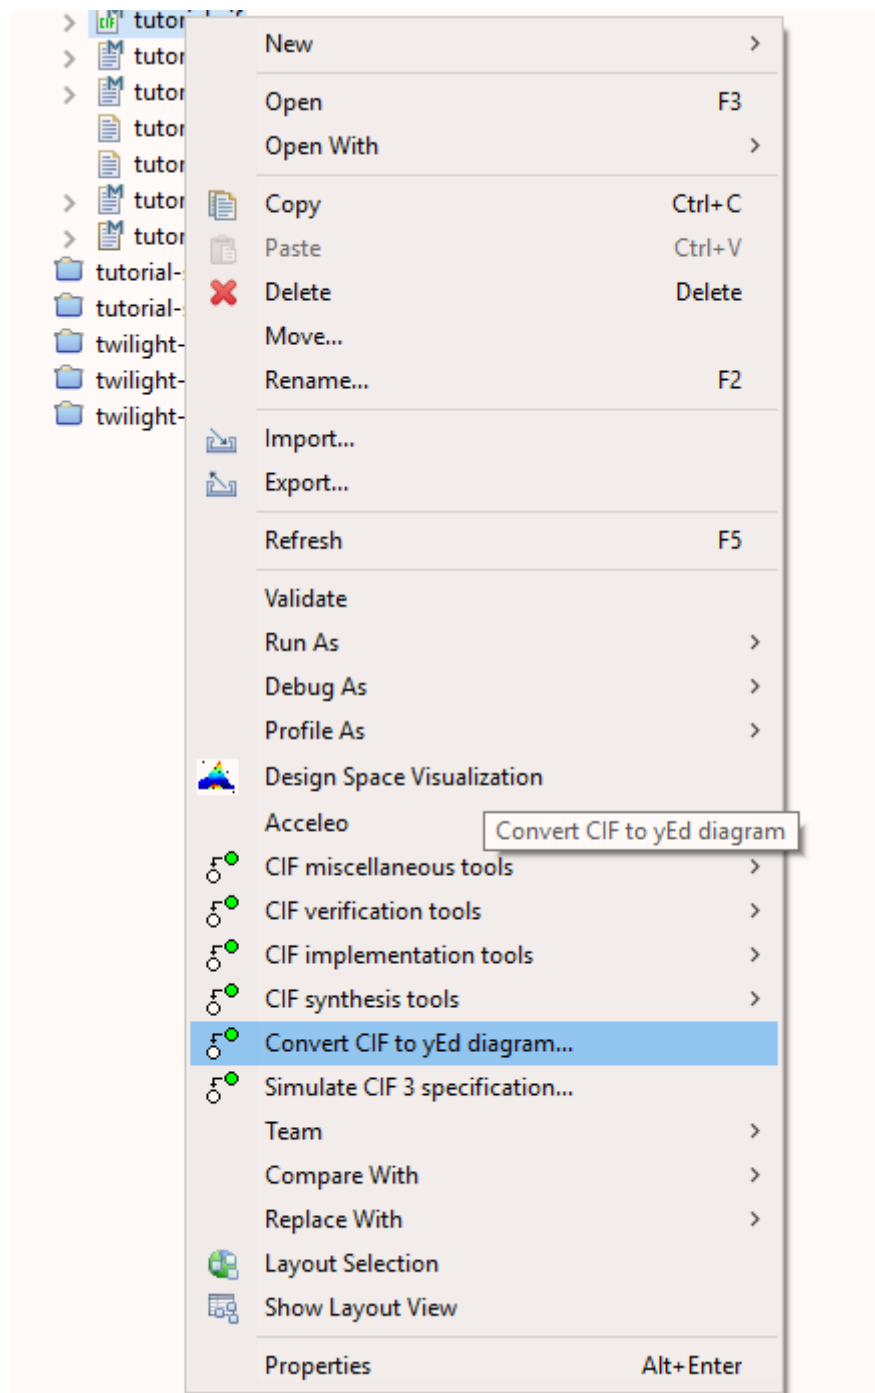 CIF
tutor
M
tutor
M
tutor
tutor
tutor
M
tutor
M
tutor
tutorial-
tutorial-
twilight-
twilight-
twilight-
New
Open F3
Open With
Copy Ctrl+C
Paste Ctrl+V
Delete Delete
Move...
Rename... F2
Import...
Export...
Refresh F5
Validate
Run As
Debug As
Profile As
Design Space Visualization
Acceleo
Convert CIF to yEd diagram
CIF miscellaneous tools
CIF verification tools
CIF implementation tools
CIF synthesis tools
Convert CIF to yEd diagram...
Simulate CIF 3 specification...
Team
Compare With
Replace With
Layout Selection
Show Layout View
Properties Alt+Enter